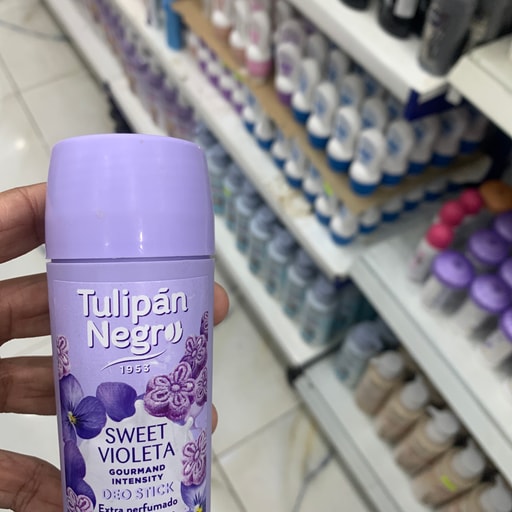 Tulipán
Negro
1953
SWEET
VIOLETA
GOURMAND
INTENSITY
DEO STICK
Extra perfumado